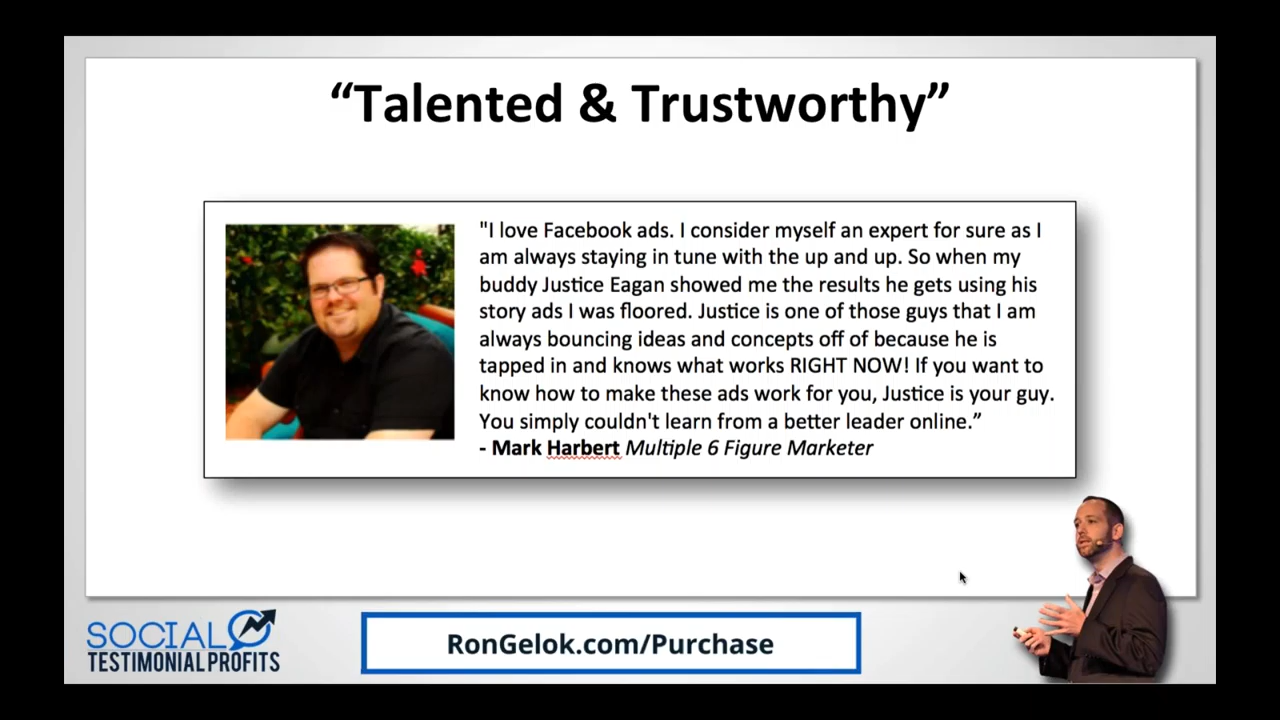 “Talented & Trustworthy”
"I love Facebook ads. I consider myself an expert for sure as I
am always staying in tune with the up and up. So when my
buddy Justice Eagan showed me the results he gets using his
story ads I was floored. Justice is one of those guys that I am
always bouncing ideas and concepts off of because he is
tapped in and knows what works RIGHT NOW! If you want to
know how to make these ads work for you, Justice is your guy.
You simply couldn't learn from a better leader online.”
- Mark Harbert Multiple 6 Figure Marketer
SOCIAL
TESTIMONIAL PROFITS
RonGelok.com/Purchase